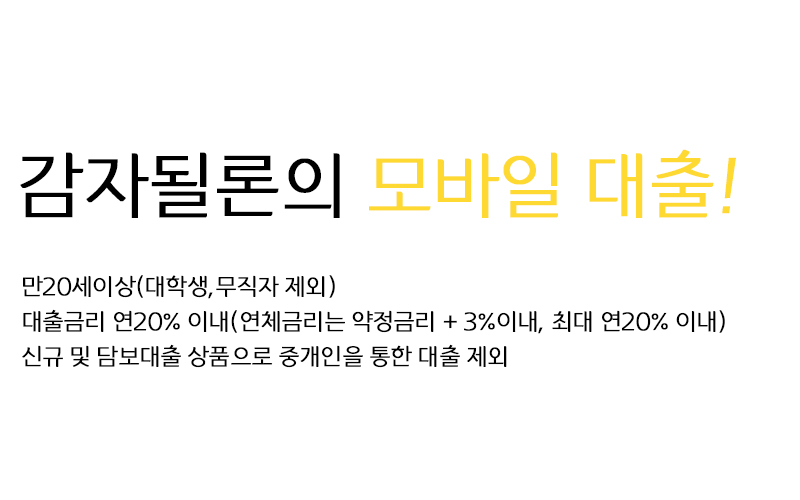 감자될론의 모바일 대출!
만20세이상(대학생,무직자 제외)
대출금리 연20% 이내(연체금리는 약정금리 + 3%이내, 최대 연20% 이내)
신규 및 담보대출 상품으로 중개인을 통한 대출 제외